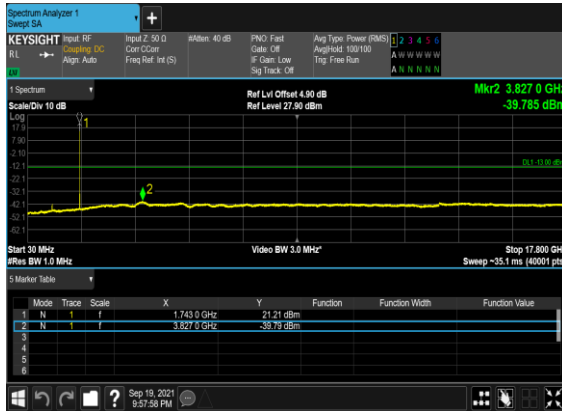 Spectrum Analyzer 1
Swept SA
+
KEYSIGHT Input: RF Input Z: 50 Ω #Atten: 40 dB PNO: Fast Avg Type: Power (RMS) 1 2 3 4 5 6
RL Coupling: DC Corr CCorr Gate: Off Avg|Hold: 100/100 A W W W W W
Align: Auto Freq Ref: Int (S) IF Gain: Low Trig: Free Run
LXI Sig Track: Off A N N N N N
1 Spectrum Ref Lvl Offset 4.90 dB Mkr2 3.827 0 GHz
Scale/Div 10 dB Ref Level 27.90 dBm -39.785 dBm
Log
17.9 1
7.90
-2.10
-12.1 DL1 -13.00 dBm
-22.1
-32.1 2
-42.1
-52.1
-62.1
Start 30 MHz Video BW 3.0 MHz* Stop 17.800 GHz
#Res BW 1.0 MHz Sweep ~35.1 ms (40001 pts)
5 Marker Table
Mode Trace Scale X Y Function Function Width Function Value
1 N 1 f 1.743 0 GHz 21.21 dBm
2 N 1 f 3.827 0 GHz -39.79 dBm
3
4
5
6
? Sep 19, 2021
9:57:58 PM